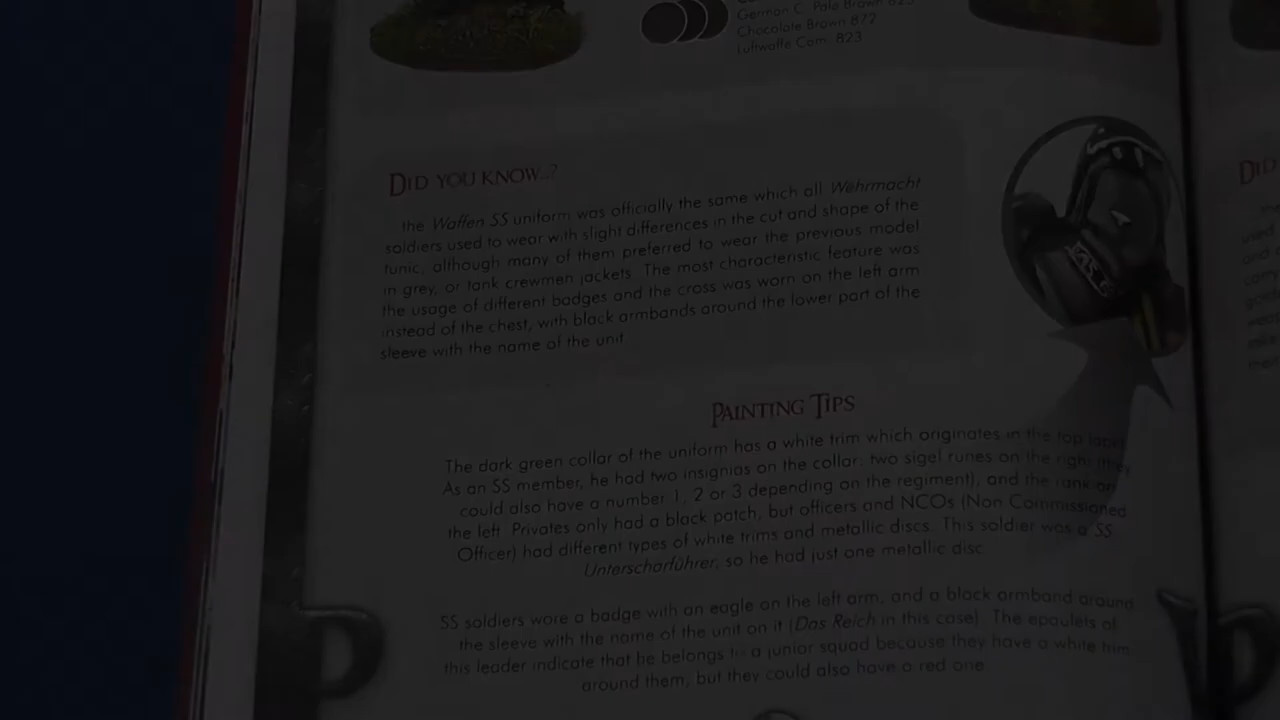 German C. Pale Brown 825
Chocolate Brown 872
Luftwaffe Cam. 823
DID YOU KNOW..?
the Waffen SS uniform was officially the same which all Wehrmacht
soldiers used to wear with slight differences in the cut and shape of the
tunic, although many of them preferred to wear the previous model
in grey, or tank crewmen jackets. The most characteristic feature was
the usage of different badges and the cross was worn on the left arm
instead of the chest, with black armbands around the lower part of the
sleeve with the name of the unit.
PAINTING TIPS
The dark green collar of the uniform has a white trim which originates in the top
As an SS member, he had two insignias on the collar: two sigel runes on the right (they
could also have a number 1, 2 or 3 depending on the regiment), and the rank on
the left. Privates only had a black patch, but officers and NCOs (Non Commissioned
Officer) had different types of white trims and metallic discs. This soldier was a SS
Unterscharführer, so he had just one metallic disc.
SS soldiers wore a badge with an eagle on the left arm, and a black armband around
the sleeve with the name of the unit on it (Das Reich in this case). The epaulets of
this leader indicate that he belongs to a junior squad because they have a white trim
around them, but they could also have a red one.